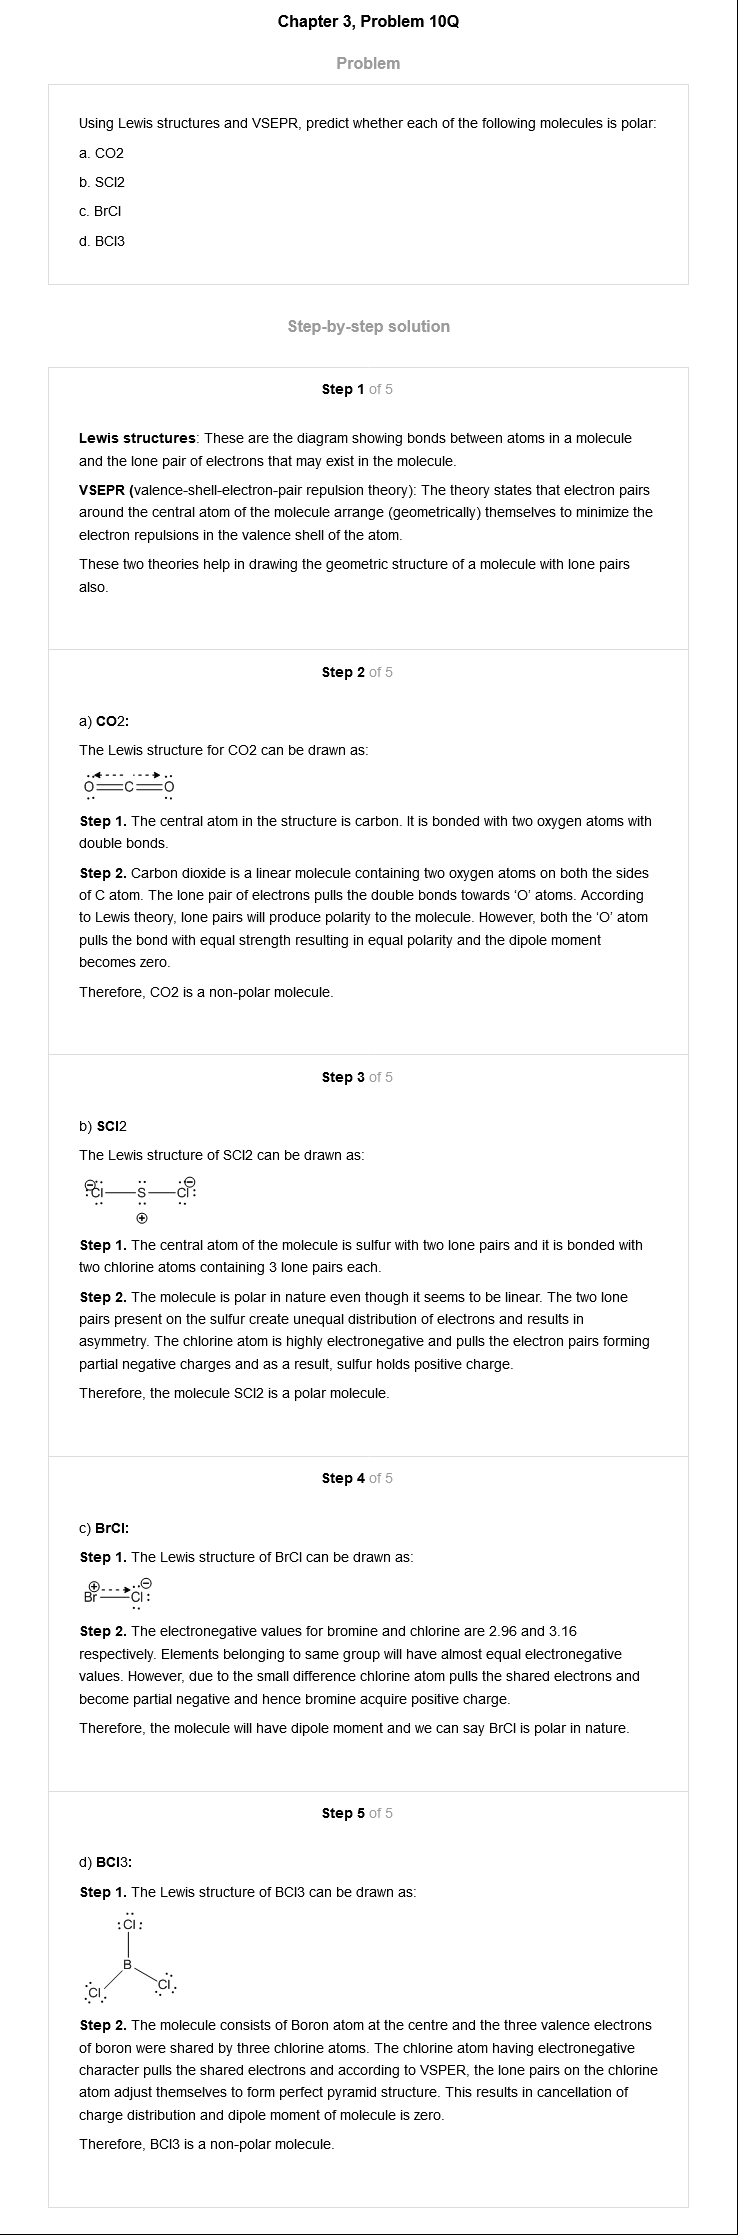 Chapter 3, Problem 10Q
Problem
Using Lewis structures and VSEPR, predict whether each of the following molecules is polar:
a. CO2
b. SCl2
c. BrCl
d. BCl3
Step-by-step solution
Step 1 of 5
Lewis structures: These are the diagram showing bonds between atoms in a molecule
and the lone pair of electrons that may exist in the molecule.
VSEPR (valence-shell-electron-pair repulsion theory): The theory states that electron pairs
around the central atom of the molecule arrange (geometrically) themselves to minimize the
electron repulsions in the valence shell of the atom.
These two theories help in drawing the geometric structure of a molecule with lone pairs
also.
Step 2 of 5
a) CO2:
The Lewis structure for CO2 can be drawn as:
O C O
Step 1. The central atom in the structure is carbon. It is bonded with two oxygen atoms with
double bonds.
Step 2. Carbon dioxide is a linear molecule containing two oxygen atoms on both the sides
of C atom. The lone pair of electrons pulls the double bonds towards ‘O’ atoms. According
to Lewis theory, lone pairs will produce polarity to the molecule. However, both the ‘O’ atom
pulls the bond with equal strength resulting in equal polarity and the dipole moment
becomes zero.
Therefore, CO2 is a non-polar molecule.
Step 3 of 5
b) SCl2
The Lewis structure of SCl2 can be drawn as:
⊖ ⊖
Cl S Cl
⊕
Step 1. The central atom of the molecule is sulfur with two lone pairs and it is bonded with
two chlorine atoms containing 3 lone pairs each.
Step 2. The molecule is polar in nature even though it seems to be linear. The two lone
pairs present on the sulfur create unequal distribution of electrons and results in
asymmetry. The chlorine atom is highly electronegative and pulls the electron pairs forming
partial negative charges and as a result, sulfur holds positive charge.
Therefore, the molecule SCl2 is a polar molecule.
Step 4 of 5
c) BrCl:
Step 1. The Lewis structure of BrCl can be drawn as:
⊕ ⊖
Br Cl
Step 2. The electronegative values for bromine and chlorine are 2.96 and 3.16
respectively. Elements belonging to same group will have almost equal electronegative
values. However, due to the small difference chlorine atom pulls the shared electrons and
become partial negative and hence bromine acquire positive charge.
Therefore, the molecule will have dipole moment and we can say BrCl is polar in nature.
Step 5 of 5
d) BCl3:
Step 1. The Lewis structure of BCl3 can be drawn as:
Cl
B
Cl Cl
Step 2. The molecule consists of Boron atom at the centre and the three valence electrons
of boron were shared by three chlorine atoms. The chlorine atom having electronegative
character pulls the shared electrons and according to VSPER, the lone pairs on the chlorine
atom adjust themselves to form perfect pyramid structure. This results in cancellation of
charge distribution and dipole moment of molecule is zero.
Therefore, BCl3 is a non-polar molecule.